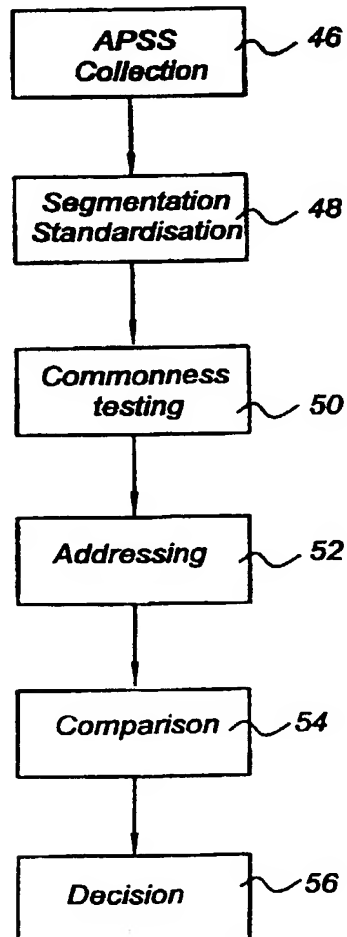 APSS
Collection
46
Segmentation
Standardisation
48
Commonness
testing
50
Addressing
52
Comparison
54
Decision
56